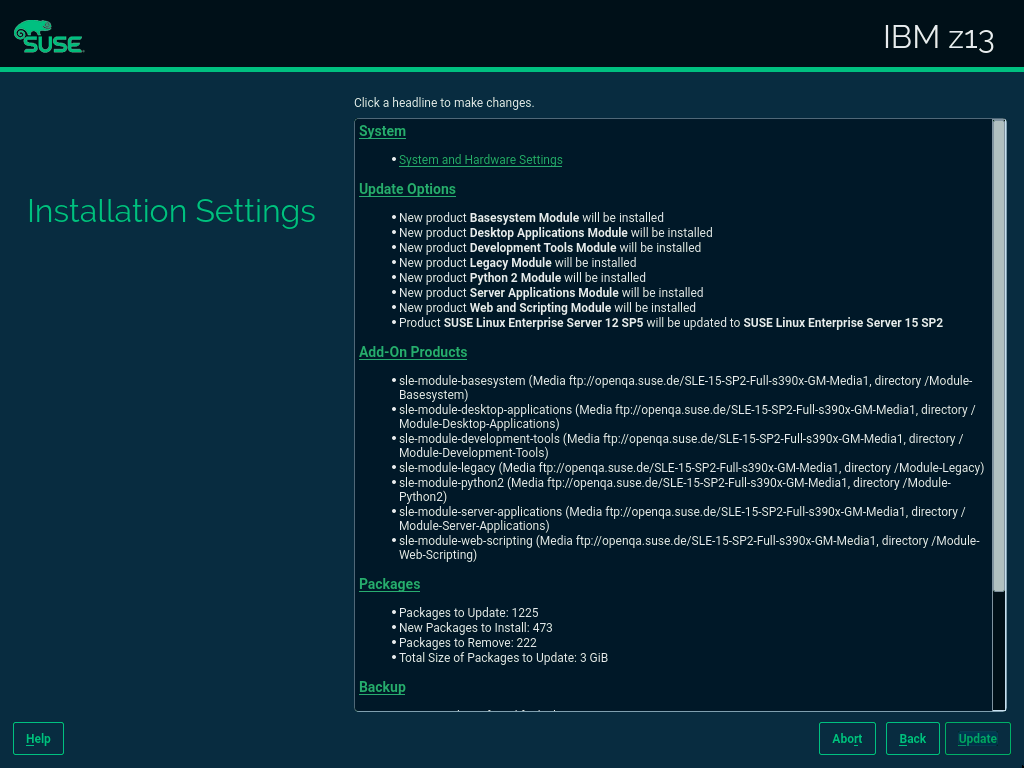 SUSE
IBM z13
Click a headline to make changes.
Installation Settings
System
• System and Hardware Settings
Update Options
• New product Basesystem Module will be installed
• New product Desktop Applications Module will be installed
• New product Development Tools Module will be installed
• New product Legacy Module will be installed
• New product Python 2 Module will be installed
• New product Server Applications Module will be installed
• New product Web and Scripting Module will be installed
• Product SUSE Linux Enterprise Server 12 SP5 will be updated to SUSE Linux Enterprise Server 15 SP2
Add-On Products
• sle-module-basesystem (Media ftp://openqa.suse.de/SLE-15-SP2-Full-s390x-GM-Media1, directory /Module-
Basesystem)
• sle-module-desktop-applications (Media ftp://openqa.suse.de/SLE-15-SP2-Full-s390x-GM-Media1, directory /
Module-Desktop-Applications)
• sle-module-development-tools (Media ftp://openqa.suse.de/SLE-15-SP2-Full-s390x-GM-Media1, directory /
Module-Development-Tools)
• sle-module-legacy (Media ftp://openqa.suse.de/SLE-15-SP2-Full-s390x-GM-Media1, directory /Module-Legacy)
• sle-module-python2 (Media ftp://openqa.suse.de/SLE-15-SP2-Full-s390x-GM-Media1, directory /Module-
Python2)
• sle-module-server-applications (Media ftp://openqa.suse.de/SLE-15-SP2-Full-s390x-GM-Media1, directory /
Module-Server-Applications)
• sle-module-web-scripting (Media ftp://openqa.suse.de/SLE-15-SP2-Full-s390x-GM-Media1, directory /Module-
Web-Scripting)
Packages
• Packages to Update: 1225
• New Packages to Install: 473
• Packages to Remove: 222
• Total Size of Packages to Update: 3 GiB
Backup
Help
Abort
Back
Update